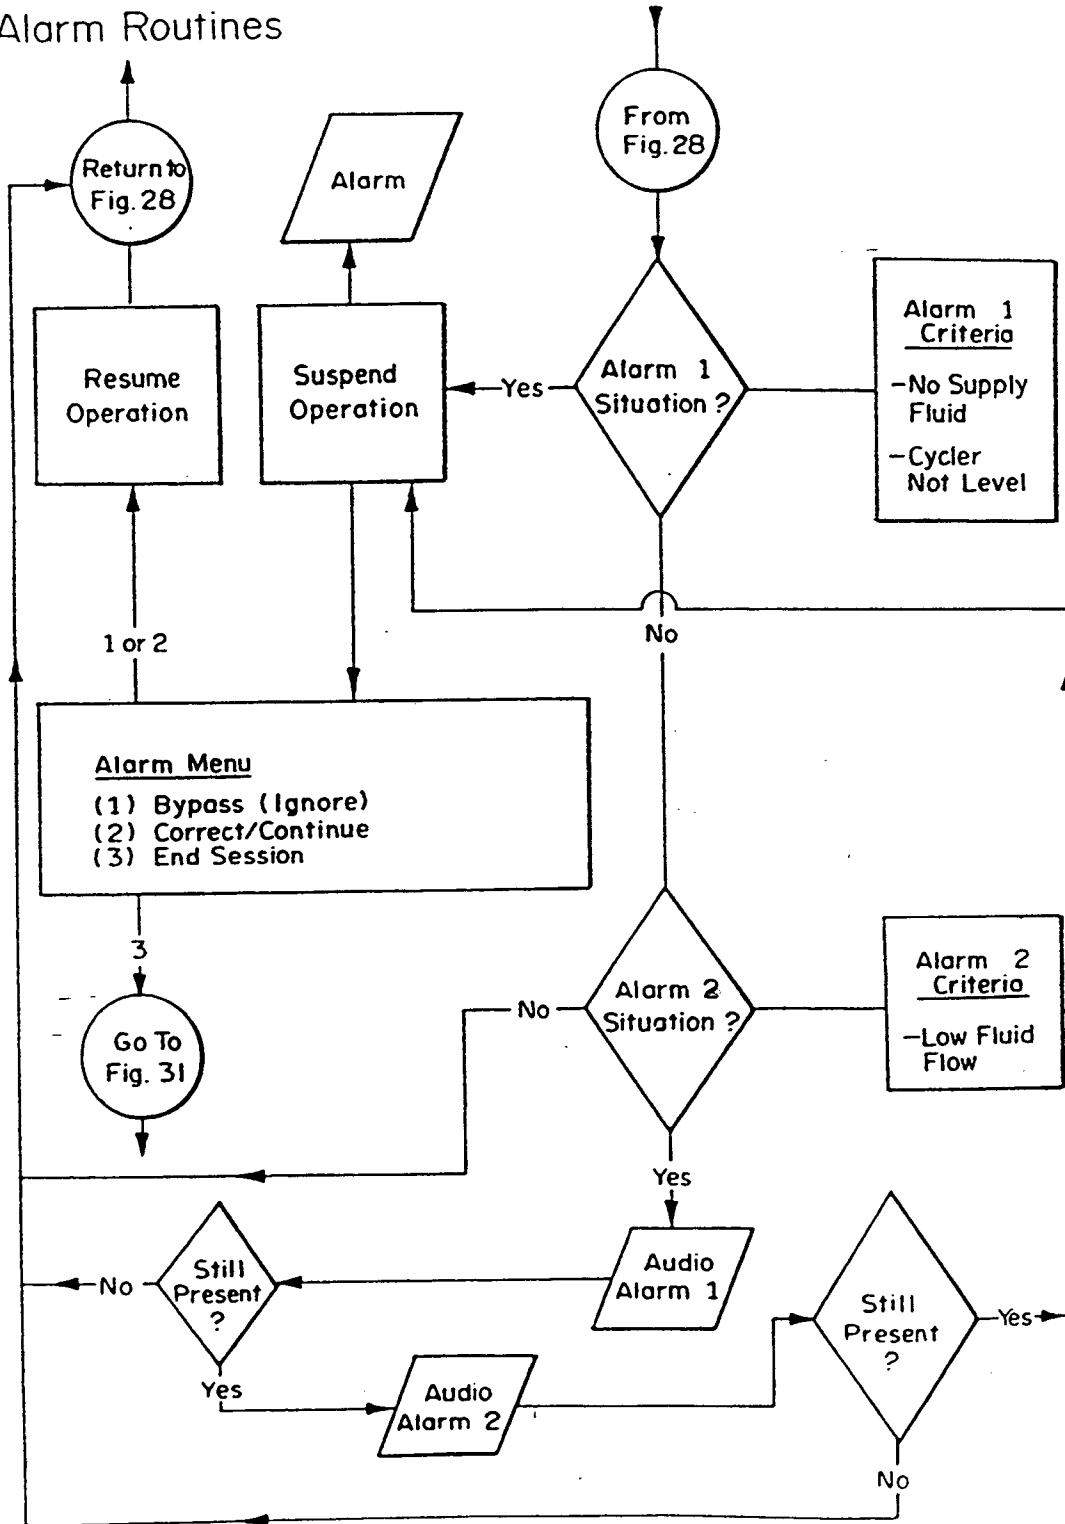 Alarm Routines
From
Fig. 28
Return to
Fig. 28
Alarm
Resume
Operation
Suspend
Operation
Yes
Alarm 1
Situation ?
Alarm 1
Criteria
-No Supply
Fluid
-Cycler
Not Level
1 or 2
No
Alarm Menu
(1) Bypass (Ignore)
(2) Correct/Continue
(3) End Session
3
Go To
Fig. 31
No
Alarm 2
Situation ?
Alarm 2
Criteria
-Low Fluid
Flow
Yes
Audio
Alarm 1
No
Still
Present
?
Yes
Audio
Alarm 2
Still
Present
?
Yes
No